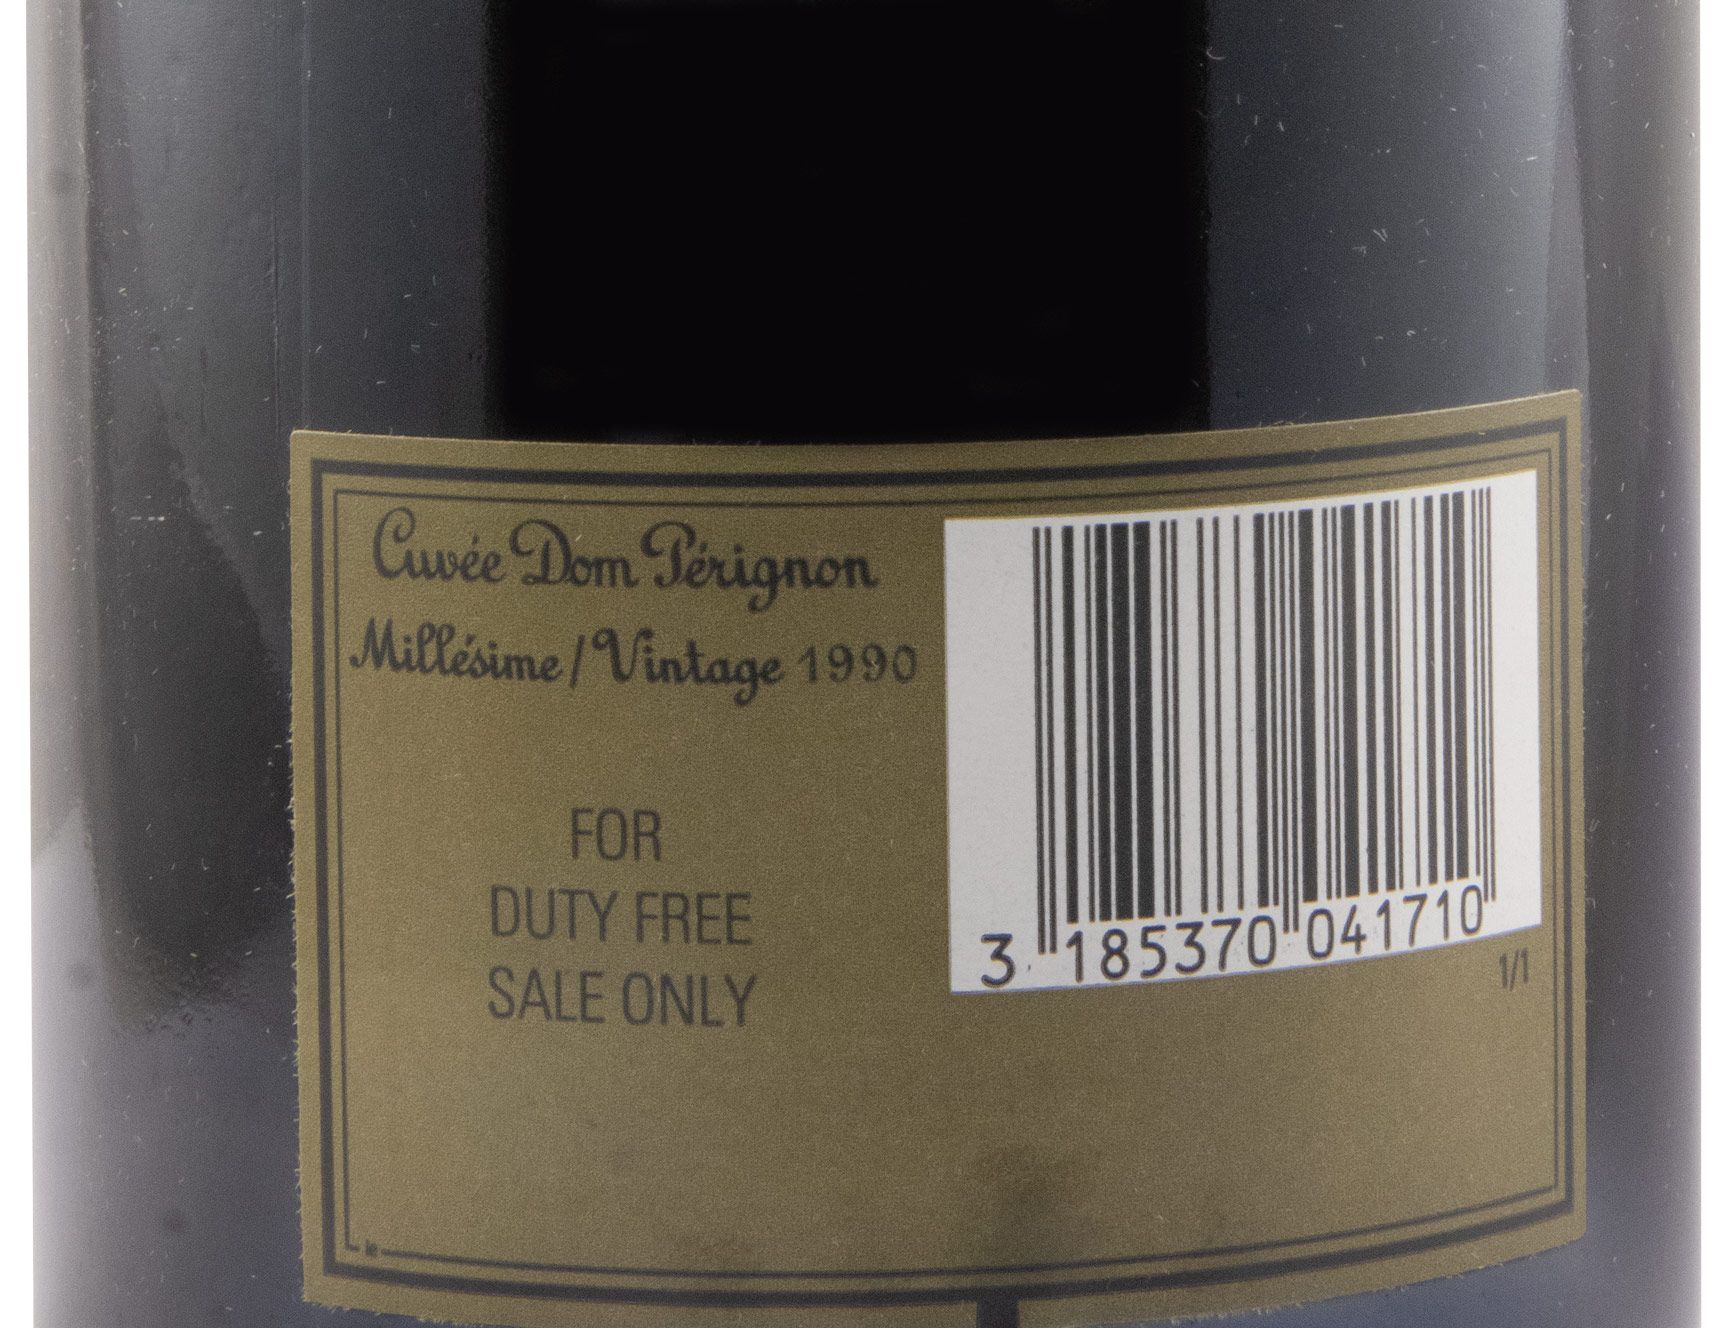 Cuvée Dom Pérignon
Millésime / Vintage 1990
FOR
DUTY FREE
SALE ONLY
3 185370 041710
1/1